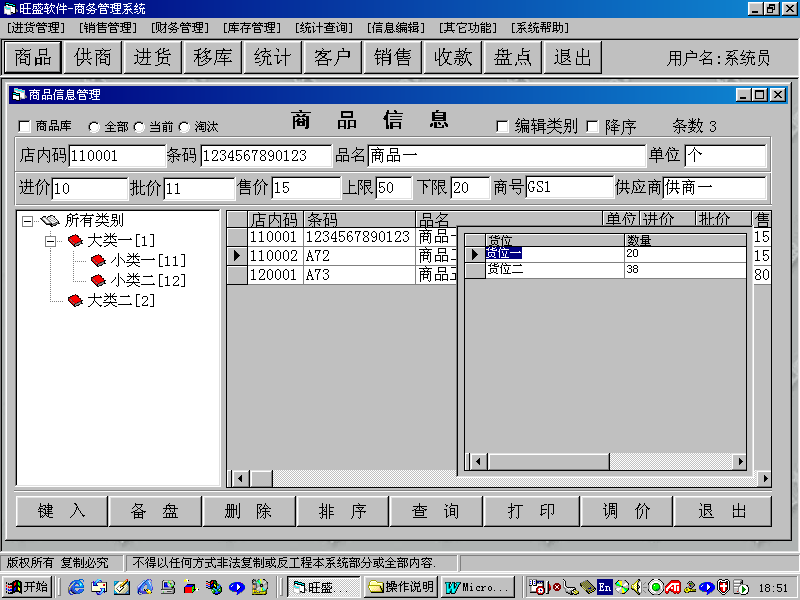 旺盛软件-商务管理系统
[进货管理] [销售管理] [财务管理] [库存管理] [统计查询] [信息编辑] [其它功能] [系统帮助]
商品 供商 进货 移库 统计 客户 销售 收款 盘点 退出 用户名:系统员
商品信息管理
商品库 全部 当前 淘汰 商 品 信 息 编辑类别 降序 条数 3
店内码 110001 条码 1234567890123 品名 商品一 单位 个
进价 10 批价 11 售价 15 上限 50 下限 20 商号 GS1 供应商 供商一
所有类别
大类一[1]
小类一[11]
小类二[12]
大类二[2]
店内码 条码 品名 单位 进价 批价 售
110001 1234567890123 商品 15
110002 A72 商品 15
120001 A73 商品 80
货位 数量
货位一 20
货位二 38
键 入 备 盘 删 除 排 序 查 询 打 印 调 价 退 出
版权所有 复制必究 不得以任何方式非法复制或反工程本系统部分或全部内容.
开始 旺盛... 操作说明 Micro... En 18:51